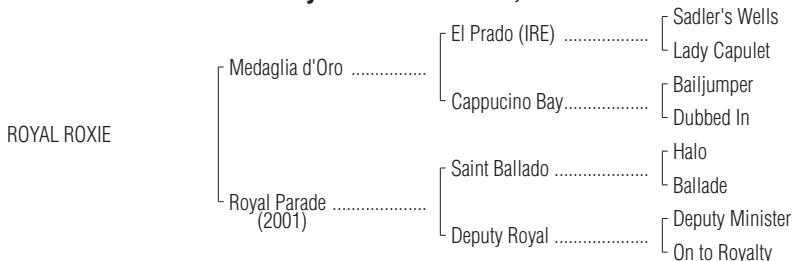 Sadler's Wells
El Prado (IRE) ..................
Lady Capulet
Medaglia d'Oro ................
Bailjumper
Cappucino Bay..................
Dubbed In
ROYAL ROXIE
Halo
Saint Ballado ....................
Ballade
Royal Parade ....................
(2001)
Deputy Minister
Deputy Royal ....................
On to Royalty